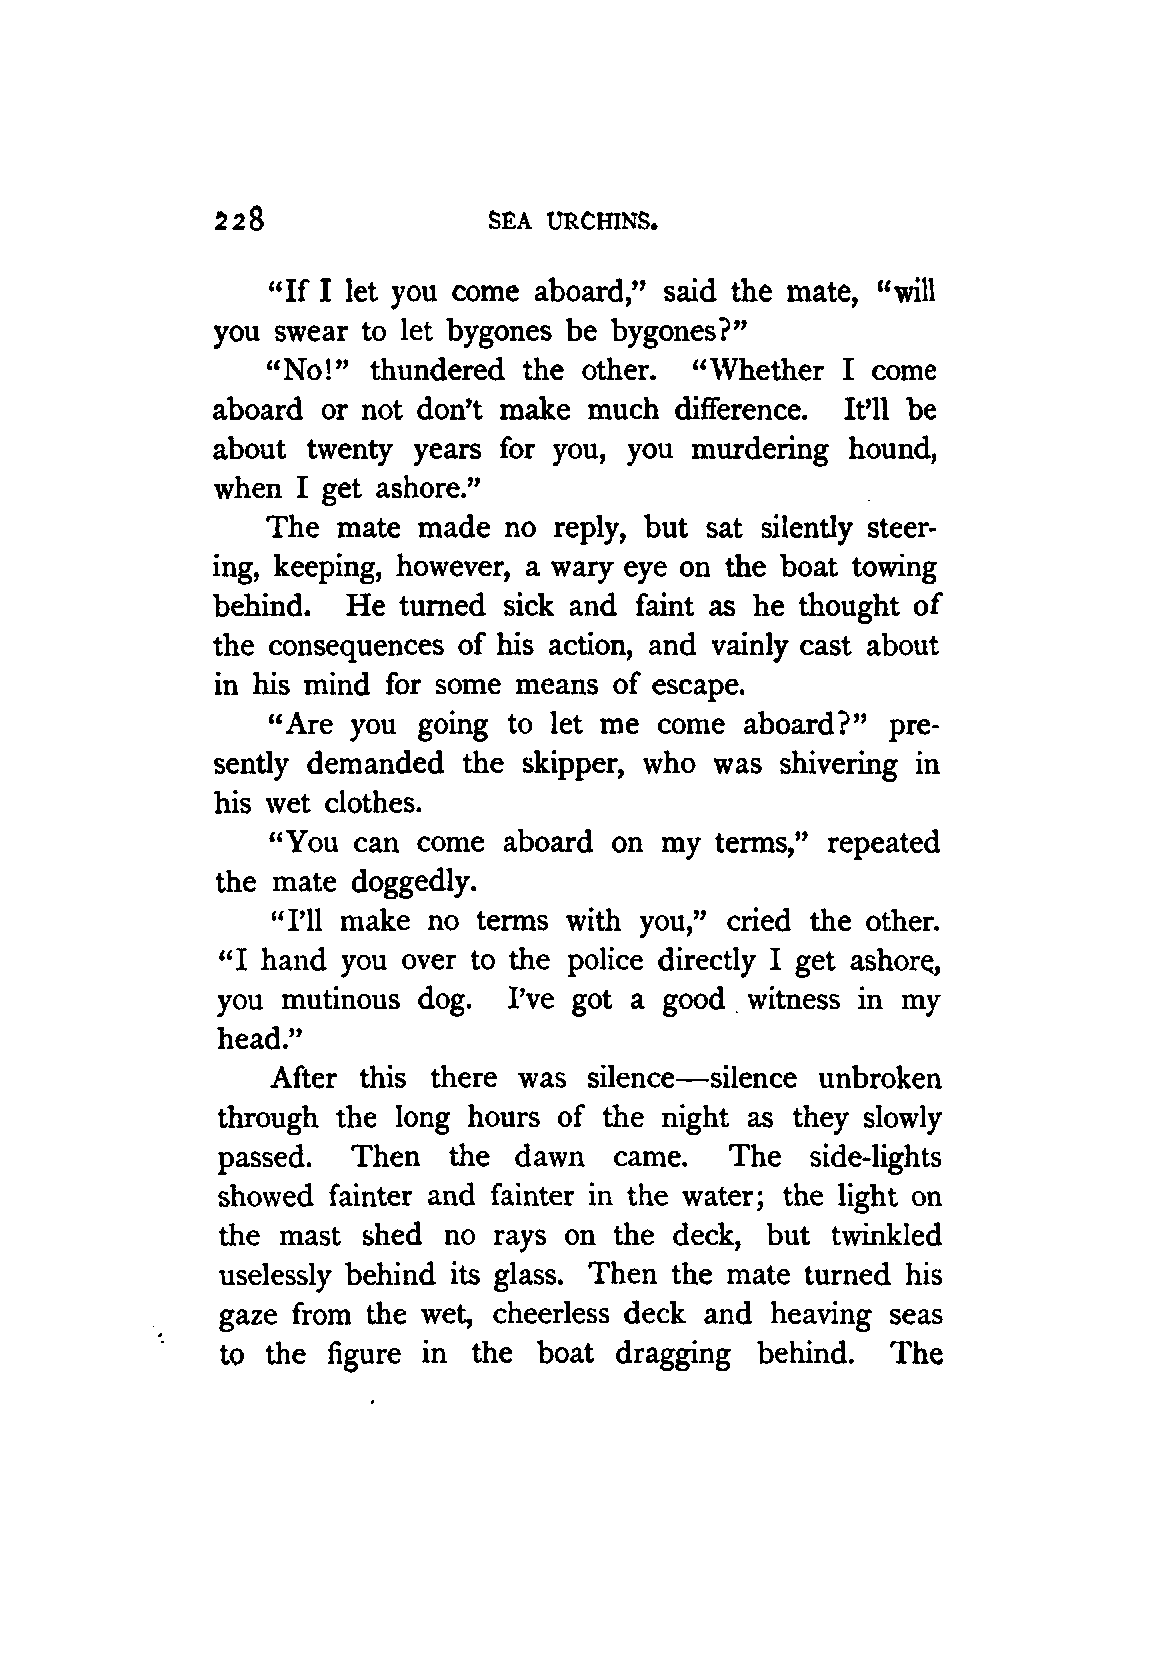 228 SEA URCHINS.
“If I let you come aboard,” said the mate, “will
you swear to let bygones be bygones?”
“No!” thundered the other. “Whether I come
aboard or not don’t make much difference. It’ll be
about twenty years for you, you murdering hound,
when I get ashore.”
The mate made no reply, but sat silently steer-
ing, keeping, however, a wary eye on the boat towing
behind. He turned sick and faint as he thought of
the consequences of his action, and vainly cast about
in his mind for some means of escape.
“Are you going to let me come aboard?” pre-
sently demanded the skipper, who was shivering in
his wet clothes.
“You can come aboard on my terms,” repeated
the mate doggedly.
“I’ll make no terms with you,” cried the other.
“I hand you over to the police directly I get ashore,
you mutinous dog. I’ve got a good witness in my
head.”
After this there was silence—silence unbroken
through the long hours of the night as they slowly
passed. Then the dawn came. The side-lights
showed fainter and fainter in the water; the light on
the mast shed no rays on the deck, but twinkled
uselessly behind its glass. Then the mate turned his
gaze from the wet, cheerless deck and heaving seas
to the figure in the boat dragging behind. The